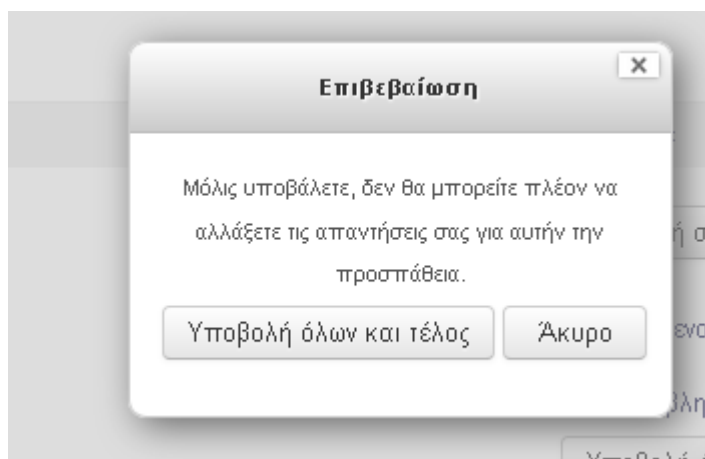 Επιβεβαίωση
Μόλις υποβάλετε, δεν θα μπορείτε πλέον να
αλλάξετε τις απαντήσεις σας για αυτήν την
προσπάθεια.
Υποβολή όλων και τέλος Άκυρο